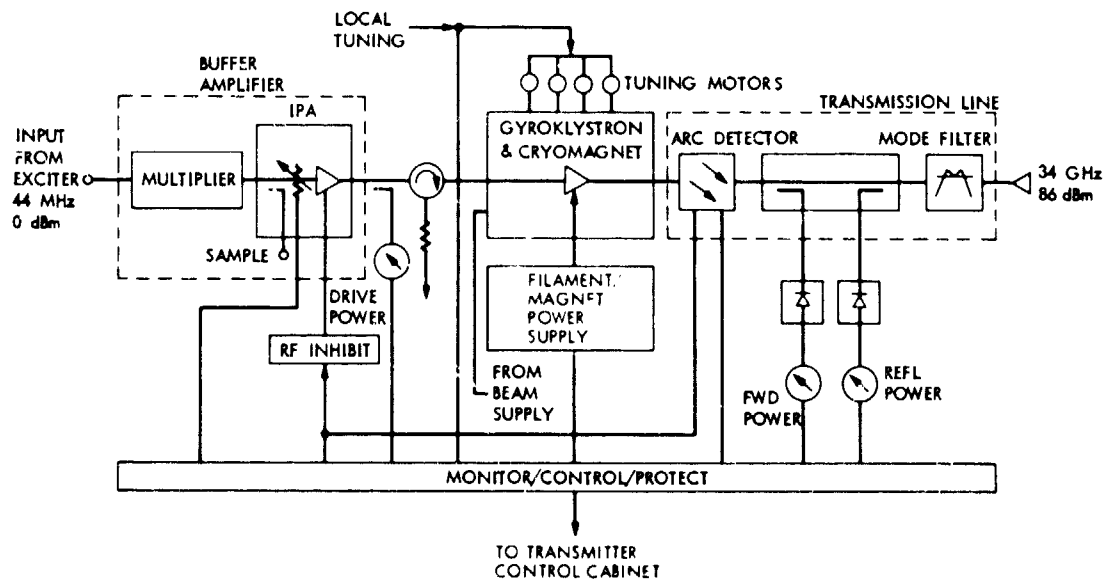 LOCAL
TUNING
BUFFER
AMPLIFIER
TUNING MOTORS
TRANSMISSION LINE
IPA
GYROKLYSTRON
& CRYOMAGNET
ARC DETECTOR
MODE FILTER
INPUT
FROM
EXCITER
44 MHz
0 dBm
MULTIPLIER
34 GHz
86 dBm
SAMPLE
DRIVE
POWER
FILAMENT/
MAGNET
POWER
SUPPLY
RF INHIBIT
FROM
BEAM
SUPPLY
FWD
POWER
REFL
POWER
MONITOR/CONTROL/PROTECT
TO TRANSMITTER
CONTROL CABINET